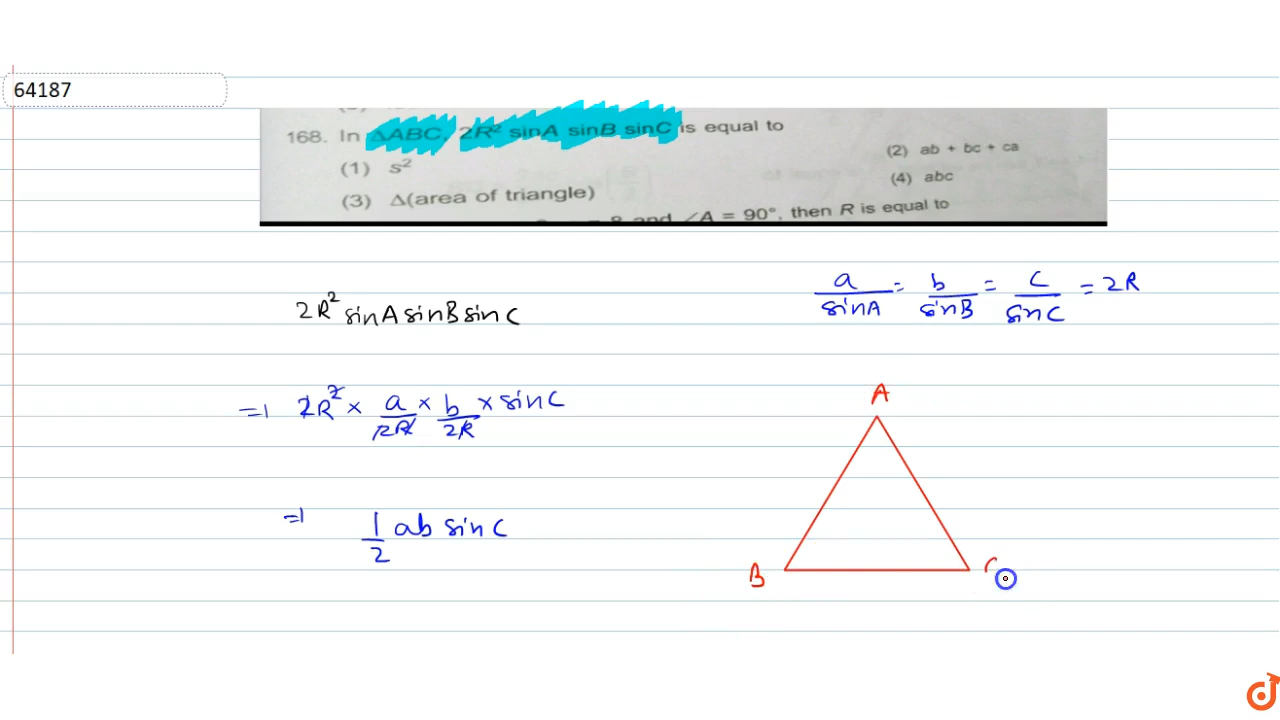 64187
168. In ΔABC, 2R² sinA sinB sinC is equal to
(1) s²
(2) ab + bc + ca
(3) Δ(area of triangle)
(4) abc
and ∠A = 90°, then R is equal to
2R² sinA sinB sinC
a/sinA = b/sinB = c/sinC = 2R
⇒ 2R² × a/2R × b/2R × sinC
⇒ 1/2 ab sinC
A
B